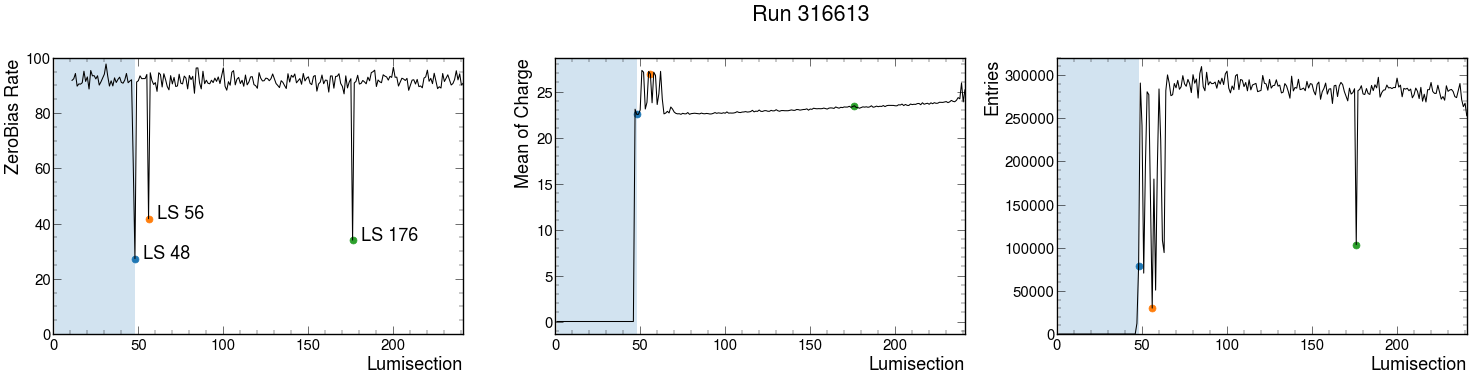 Run 316613
ZeroBias Rate
100
80
60
40
20
0
LS 56
LS 48
LS 176
0 50 100 150 200
Lumisection
Mean of Charge
25
20
15
10
5
0
0 50 100 150 200
Lumisection
Entries
300000
250000
200000
150000
100000
50000
0
0 50 100 150 200
Lumisection